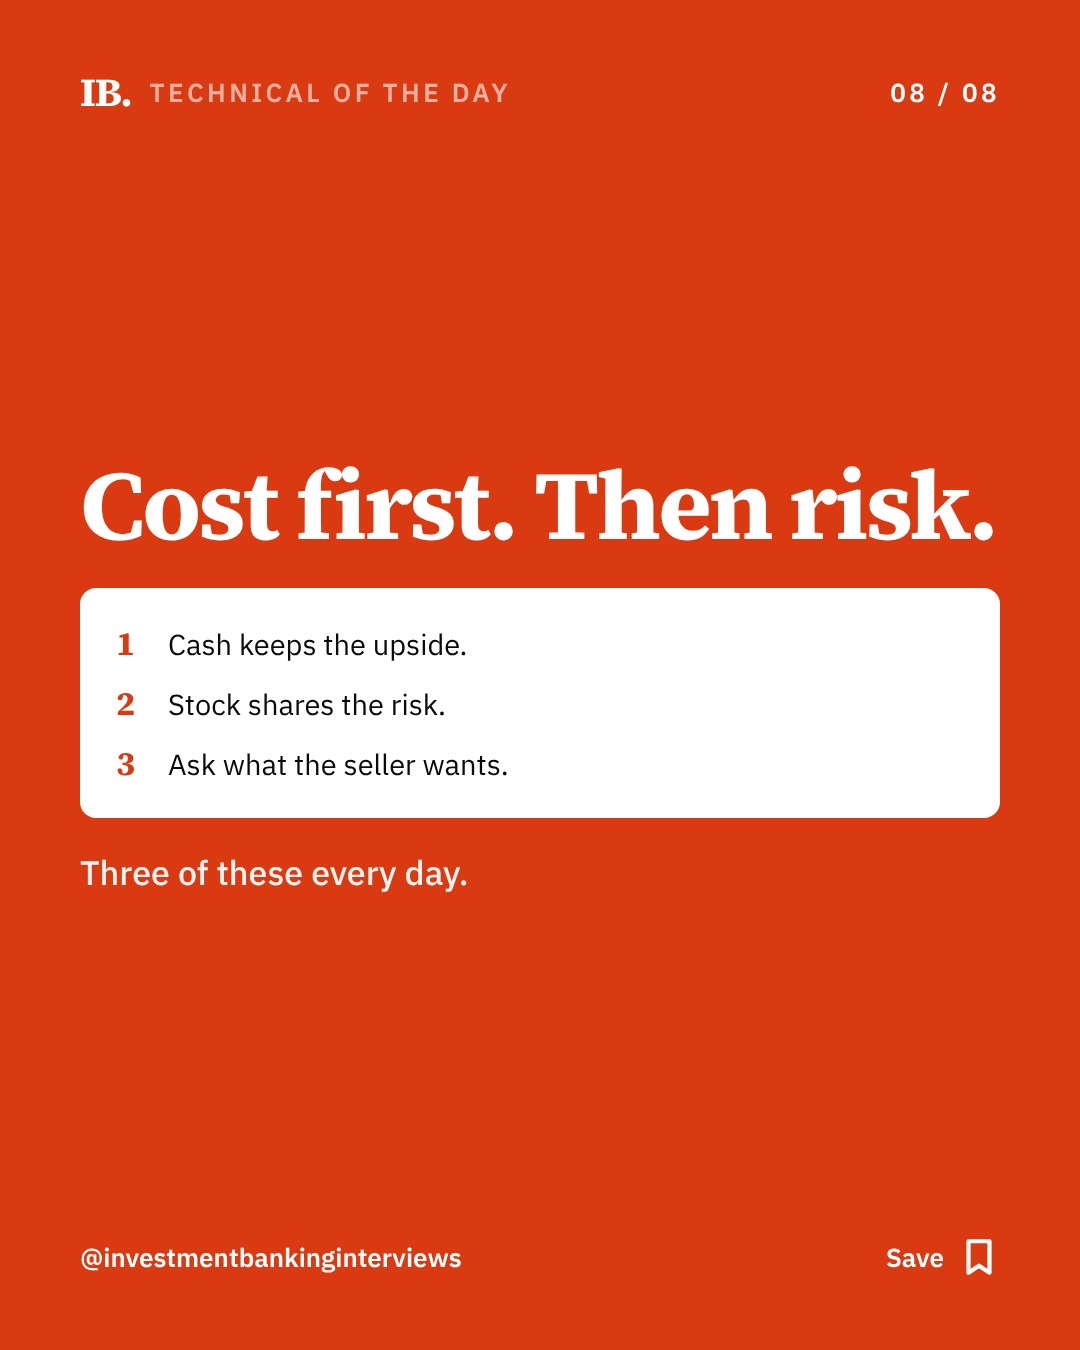 IB. TECHNICAL OF THE DAY 08 / 08
Cost first. Then risk.
1 Cash keeps the upside.
2 Stock shares the risk.
3 Ask what the seller wants.
Three of these every day.
@investmentbankinginterviews Save